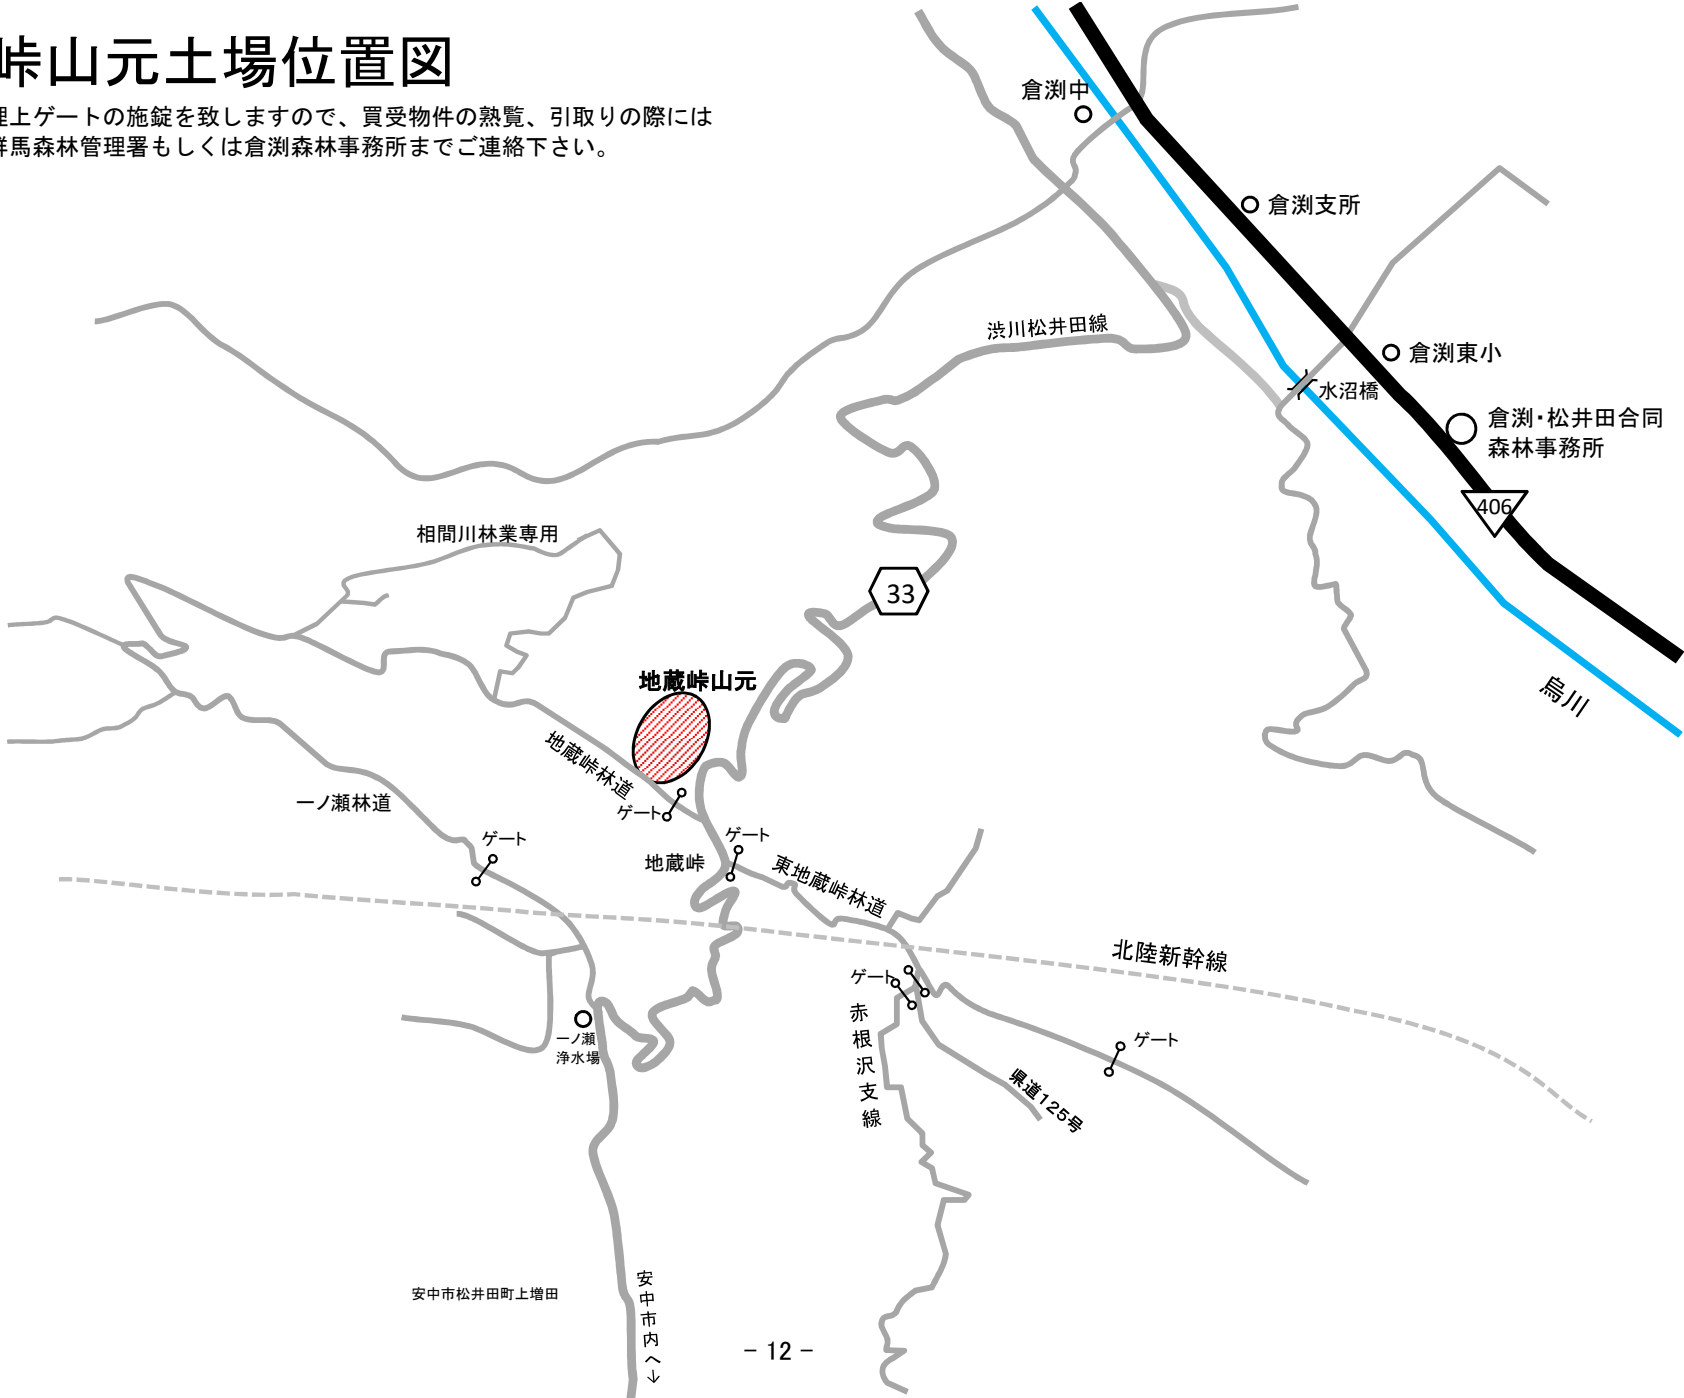 峠山元土場位置図
理上ゲートの施錠を致しますので、買受物件の熟覧、引取りの際には
群馬森林管理署もしくは倉渕森林事務所までご連絡下さい。
倉渕中
倉渕支所
渋川松井田線
倉渕東小
水沼橋
倉渕・松井田合同
森林事務所
406
相間川林業専用
33
地蔵峠山元
烏川
地蔵峠林道
一ノ瀬林道
ゲート
ゲート
ゲート
地蔵峠
東地蔵峠林道
北陸新幹線
ゲート
赤根沢支線
一ノ瀬
浄水場
ゲート
県道125号
安中市松井田町上増田
安中市内へ↓
- 12 -